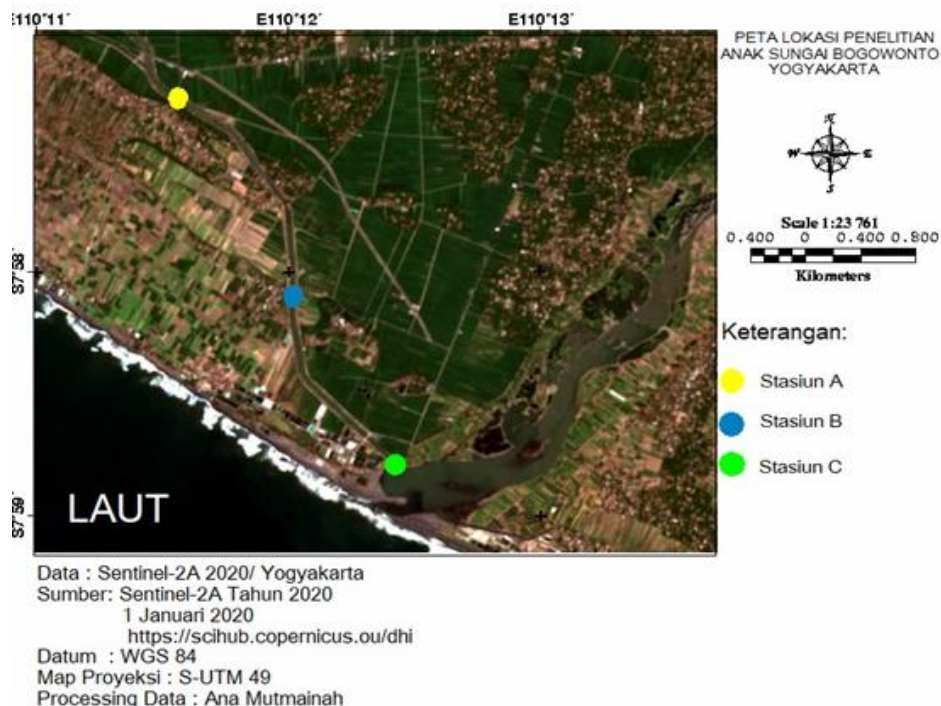 E110°11'
E110°12'
E110°13'
PETA LOKASI PENELITIAN
ANAK SUNGAI BOGOWONTO
YOGYAKARTA
N
W E
S
Scale 1:23 761
0.400 0 0.400 0.800
Kilometers
S7°58'
Keterangan:
Stasiun A
Stasiun B
Stasiun C
LAUT
S7°59'
Data : Sentinel-2A 2020/ Yogyakarta
Sumber: Sentinel-2A Tahun 2020
1 Januari 2020
https://scihub.copernicus.ou/dhi
Datum : WGS 84
Map Proyeksi : S-UTM 49
Processing Data : Ana Mutmainah